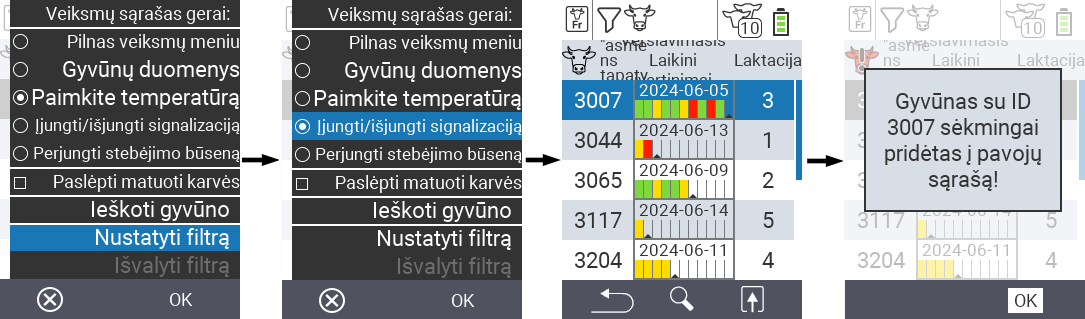 Veiksmų sąrašas gerai:
Pilnas veiksmų meniu
Gyvūnų duomenys
Paimkite temperatūrą
Įjungti/išjungti signalizaciją
Perjungti stebėjimo būseną
Paslėpti matuoti karvės
Ieškoti gyvūno
Nustatyti filtrą
Išvalyti filtrą
OK
Veiksmų sąrašas gerai:
Pilnas veiksmų meniu
Gyvūnų duomenys
Paimkite temperatūrą
Įjungti/išjungti signalizaciją
Perjungti stebėjimo būseną
Paslėpti matuoti karvės
Ieškoti gyvūno
Nustatyti filtrą
Išvalyti filtrą
OK
Fr
10
"asme
ns
tapaty
Laikini
Laktacija
3007 2024-06-05 3
3044 2024-06-13 1
3065 2024-06-09 2
3117 2024-06-14 5
3204 2024-06-11 4
Fr
10
"asme
ns
Laikini
Laktacija
Gyvūnas su ID
3007 sėkmingai
pridėtas į pavojų
sąrašą!
3117 5
3204 2024-06-11 4
OK